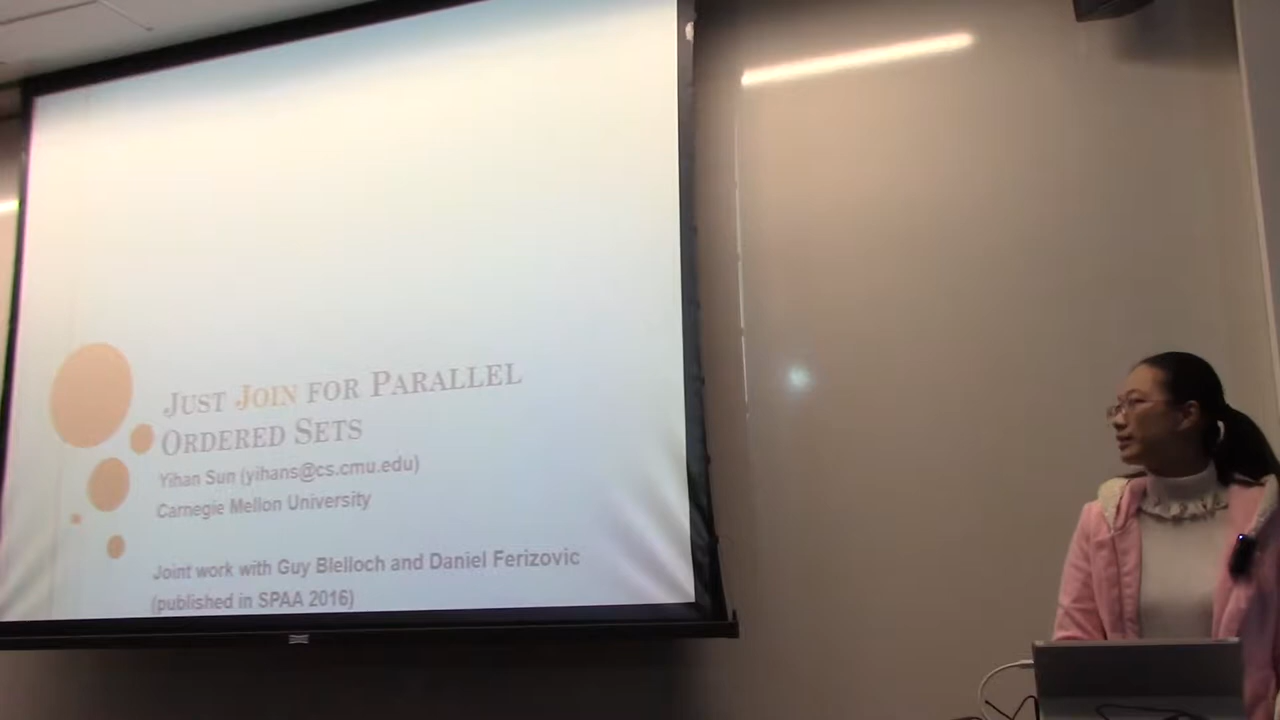 JUST JOIN FOR PARALLEL
ORDERED SETS
Yihan Sun (yihans@cs.cmu.edu)
Carnegie Mellon University
Joint work with Guy Blelloch and Daniel Ferizovic
(published in SPAA 2016)